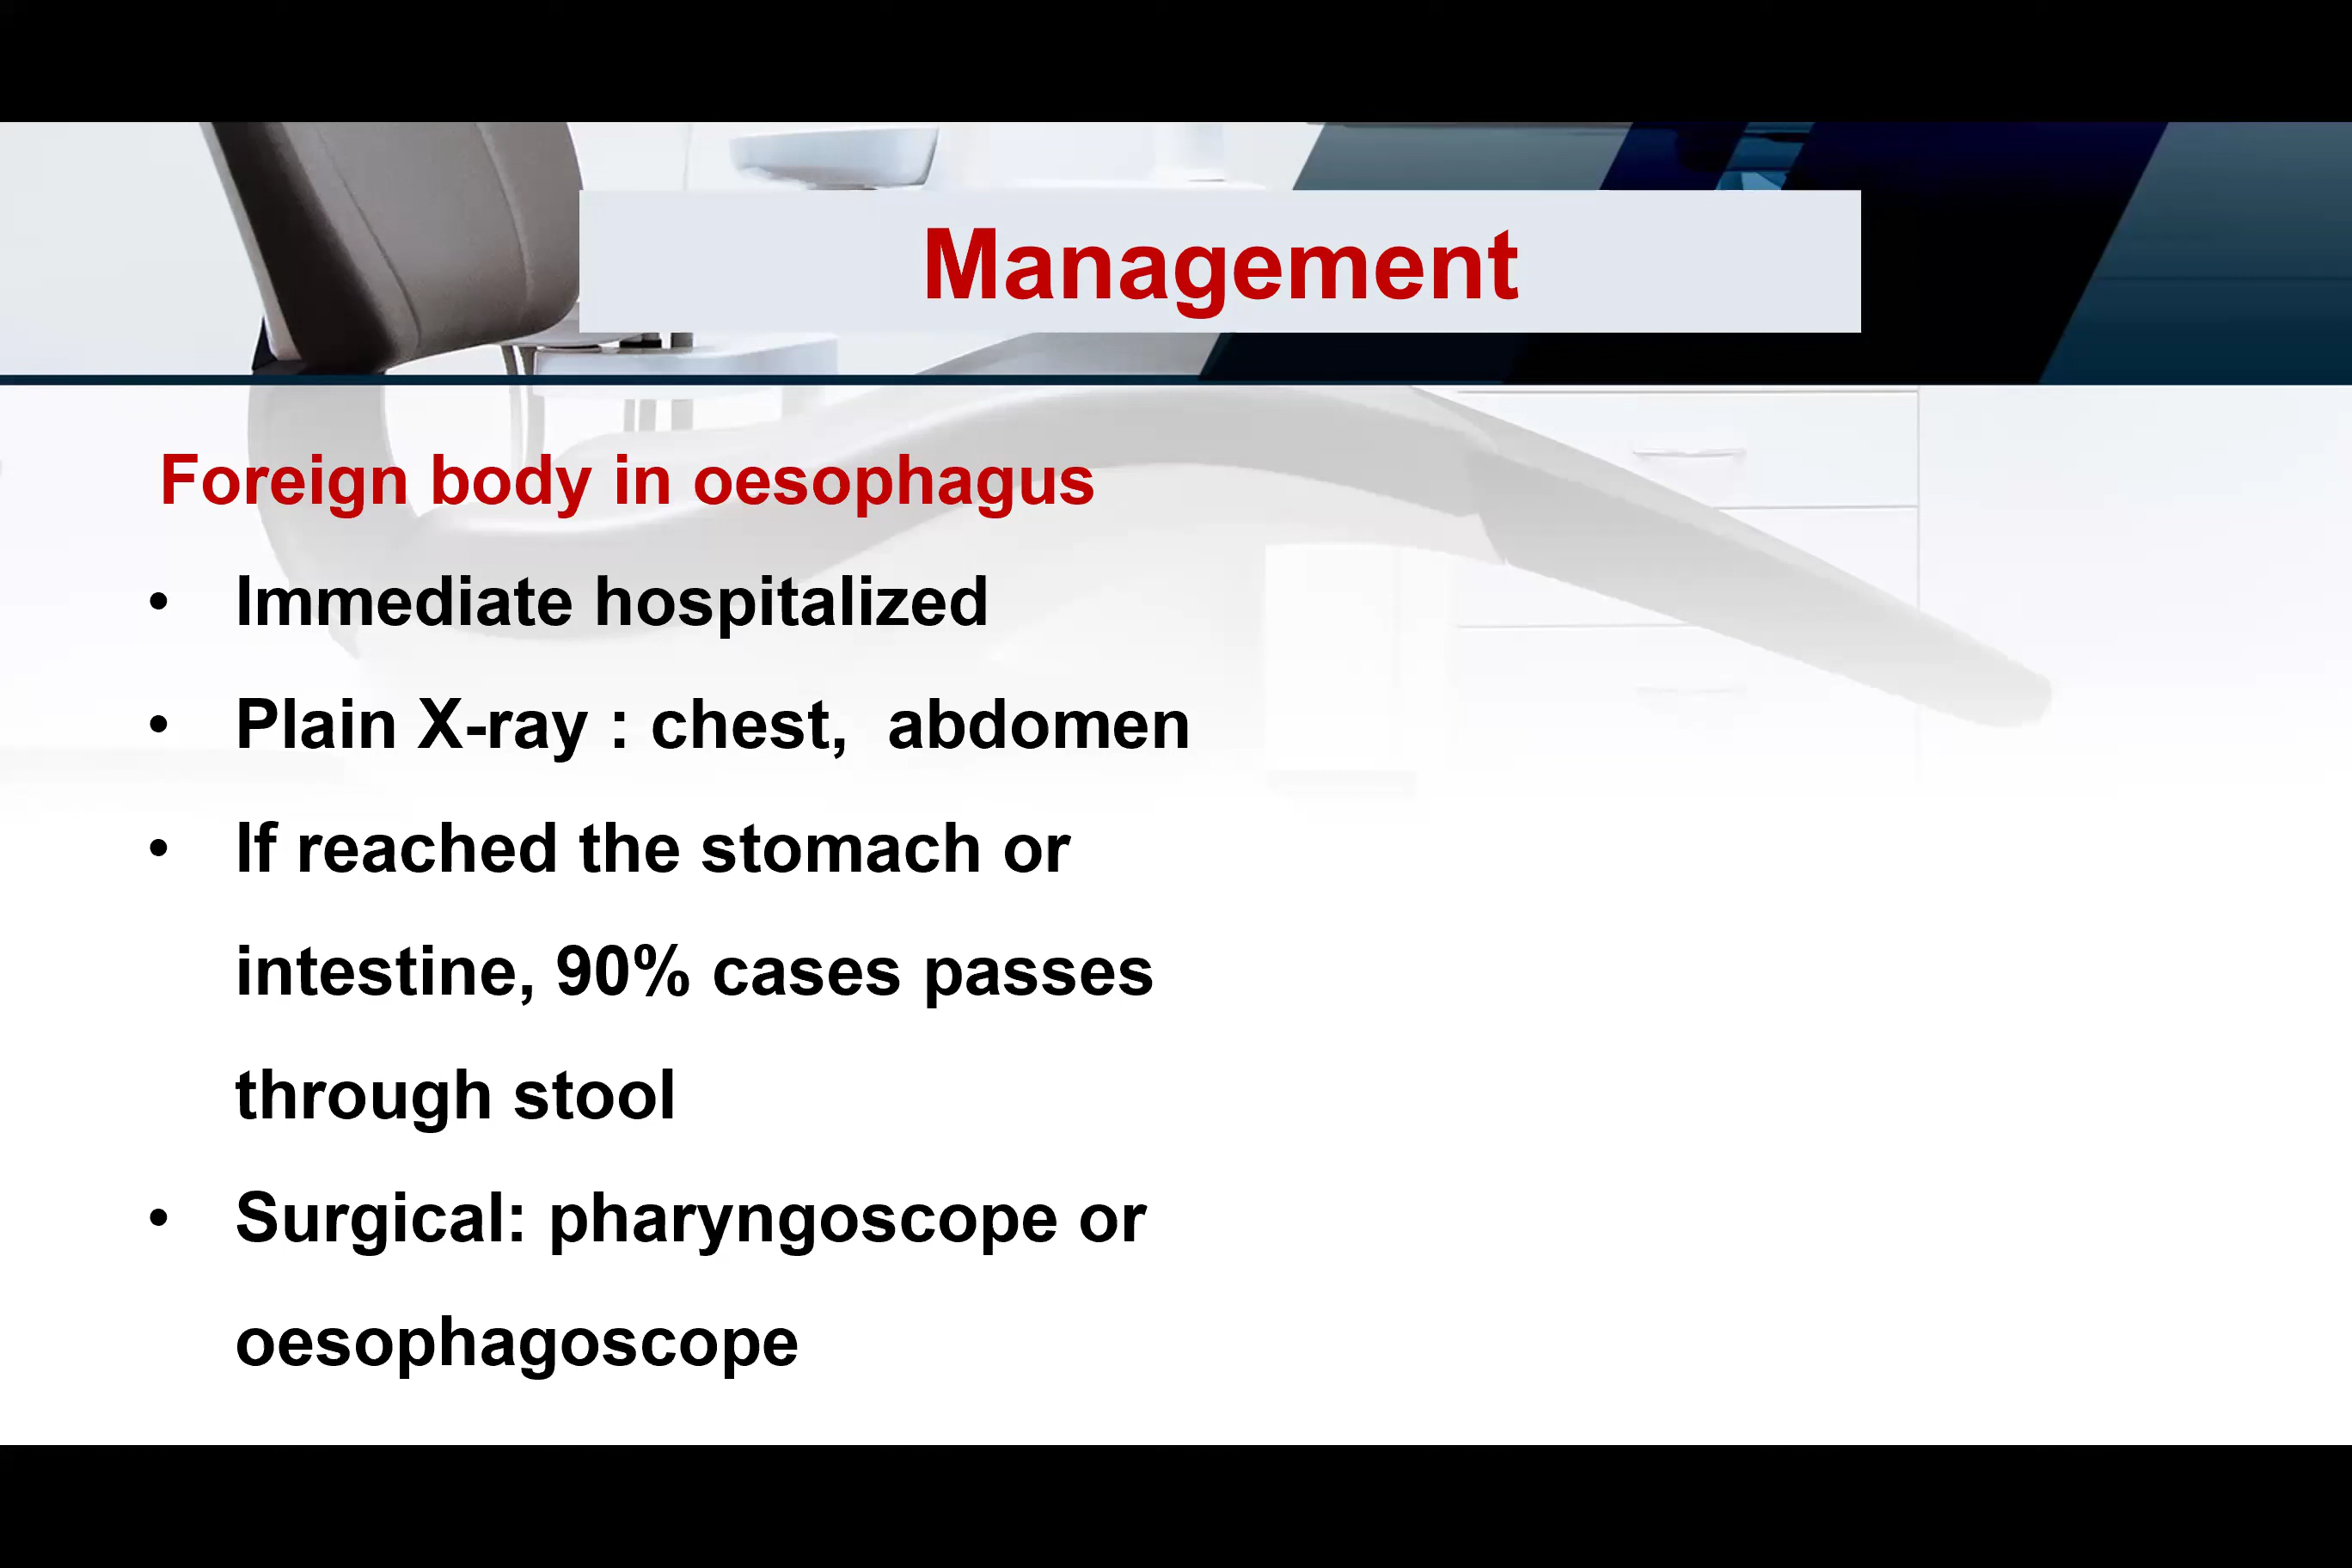 Management
Foreign body in oesophagus
• Immediate hospitalized
• Plain X-ray : chest,  abdomen
• If reached the stomach or
intestine, 90% cases passes
through stool
• Surgical: pharyngoscope or
oesophagoscope